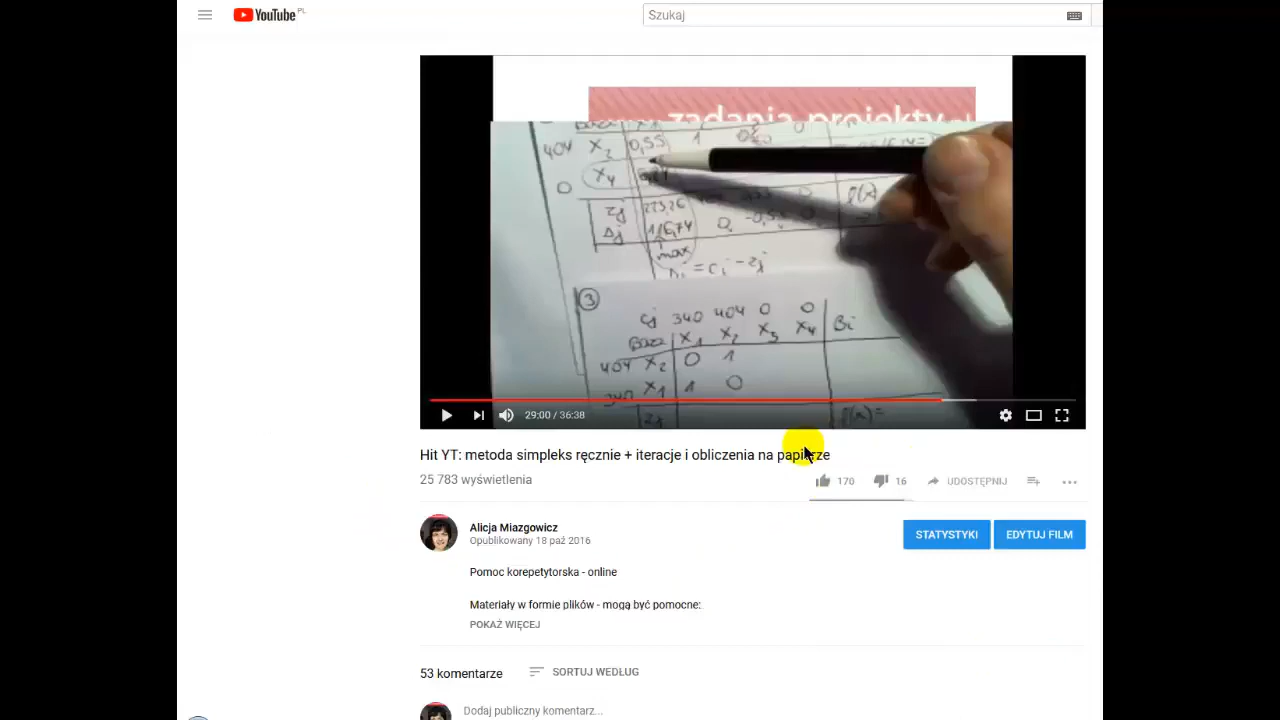 YouTube PL
Szukaj
404 X2 0,55 1
0 X4
zj 223,26
Δj 116,74 0
max
= cj - zj
3
cj 340 404 0 0
Baza X1 X2 X3 X4 Bi
404 X2 0 1
340 X1 1 0
zj f(x)=
29:00 / 36:38
Hit YT: metoda simpleks ręcznie + iteracje i obliczenia na papierze
25 783 wyświetlenia
170 16 UDOSTĘPNIJ
Alicja Miazgowicz
Opublikowany 18 paź 2016
STATYSTYKI EDYTUJ FILM
Pomoc korepetytorska - online
Materiały w formie plików - mogą być pomocne:
POKAŻ WIĘCEJ
53 komentarze SORTUJ WEDŁUG
Dodaj publiczny komentarz...